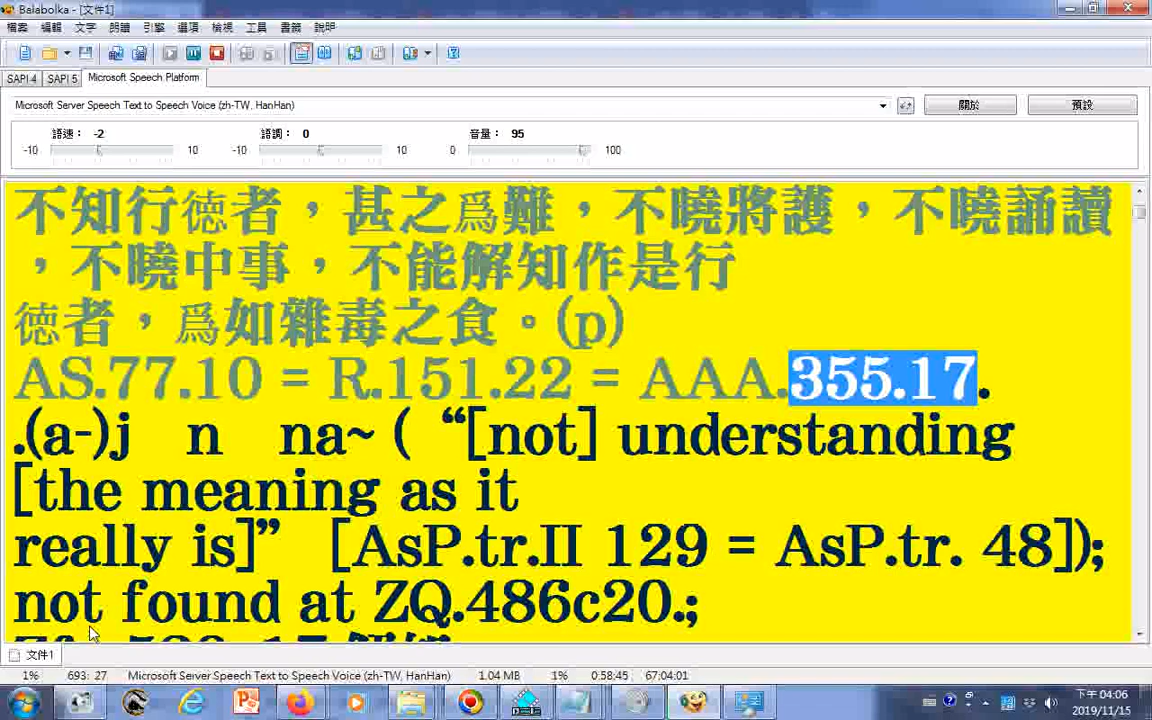 Balabolka - [文件1]
檔案 編輯 文字 朗讀 引擎 選項 檢視 工具 書籤 說明
SAPI 4 SAPI 5 Microsoft Speech Platform
Microsoft Server Speech Text to Speech Voice (zh-TW, HanHan) 關於 預設
語速： -2 語調： 0 音量： 95
-10 10 -10 10 0 100
不知行德者，甚之爲難，不曉將護，不曉誦讀
，不曉中事，不能解知作是行
德者，爲如雜毒之食。(p)
AS.77.10 = R.151.22 = AAA.355.17.
.(a-)j n na~ ( “[not] understanding
[the meaning as it
really is]” [AsP.tr.II 129 = AsP.tr. 48]);
not found at ZQ.486c20.;
文件1
1% 693: 27 Microsoft Server Speech Text to Speech Voice (zh-TW, HanHan) 1.04 MB 1% 0:58:45 67:04:01
下午 04:06
2019/11/15